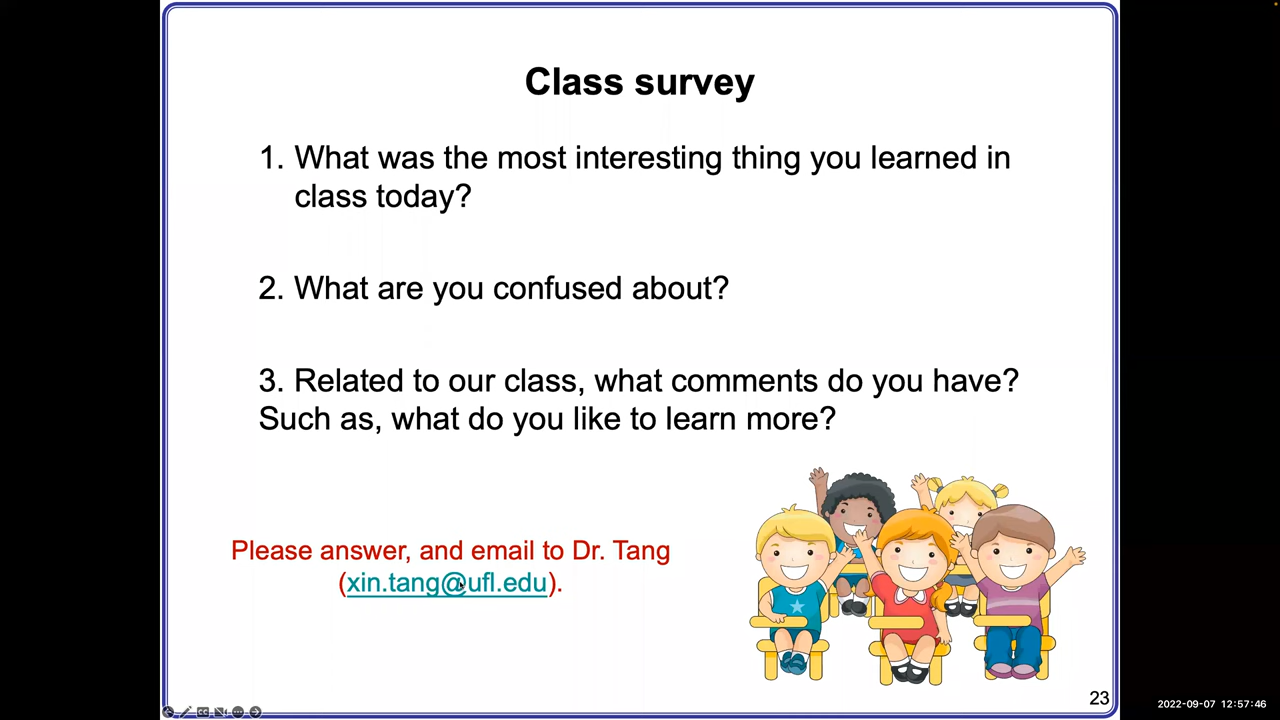 Class survey
1. What was the most interesting thing you learned in
class today?
2. What are you confused about?
3. Related to our class, what comments do you have?
Such as, what do you like to learn more?
Please answer, and email to Dr. Tang
(xin.tang@ufl.edu).
23
2022-09-07 12:57:46